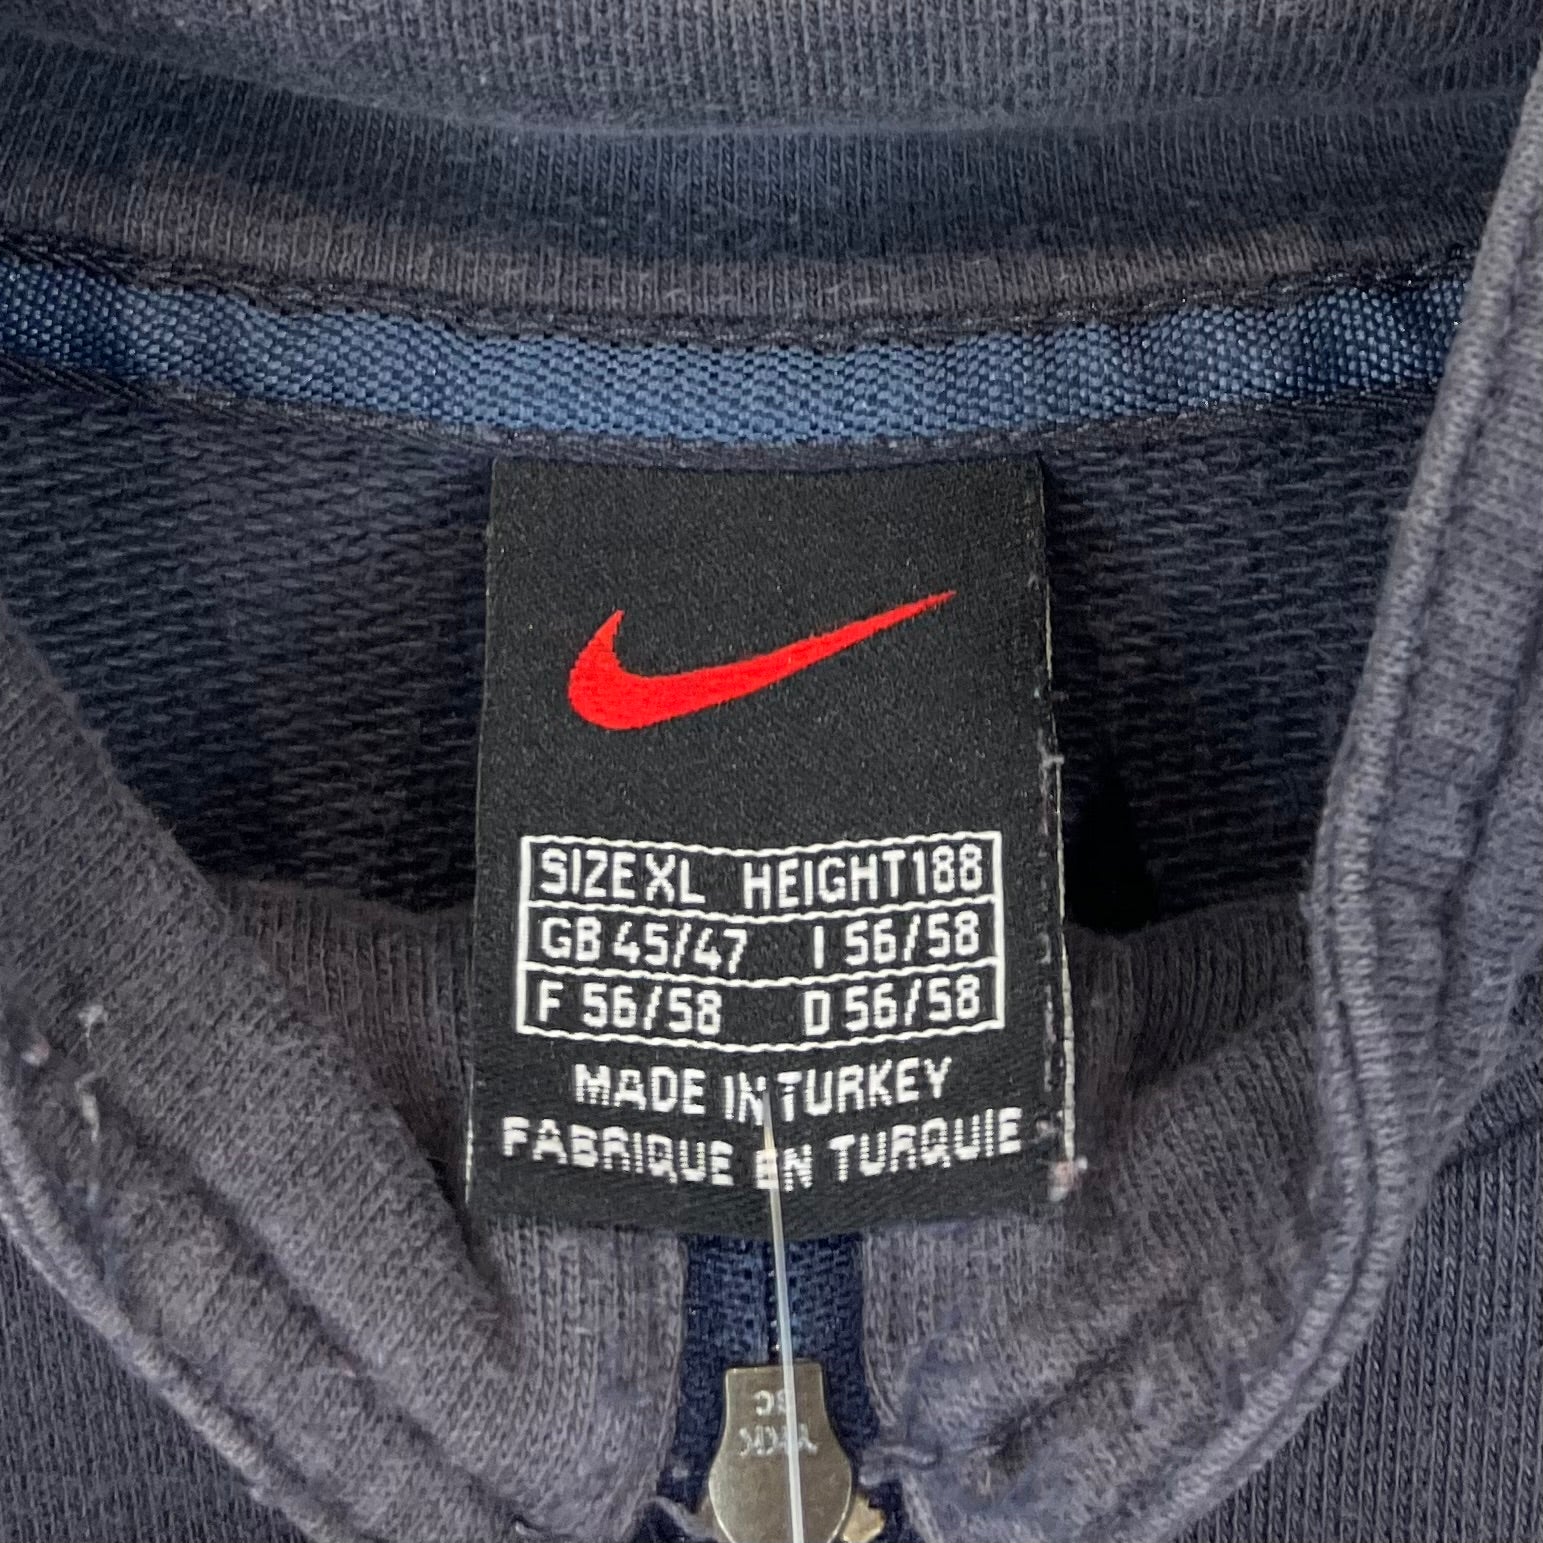 SIZE XL HEIGHT 188
GB 45/47 I 56/58
F 56/58 D 56/58
MADE IN TURKEY
FABRIQUE EN TURQUIE